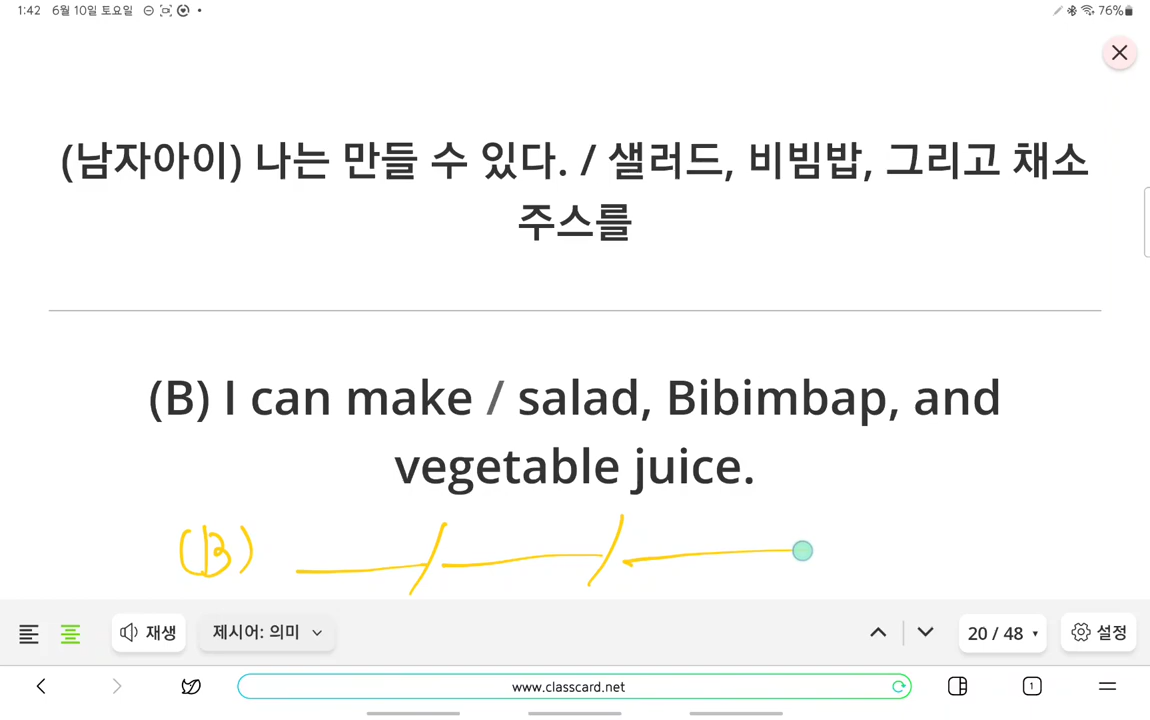 1:42 6월 10일 토요일 76%
(남자아이) 나는 만들 수 있다. / 샐러드, 비빔밥, 그리고 채소
주스를
(B) I can make / salad, Bibimbap, and
vegetable juice.
(B) / /
재생 제시어: 의미 20 / 48 설정
www.classcard.net 1